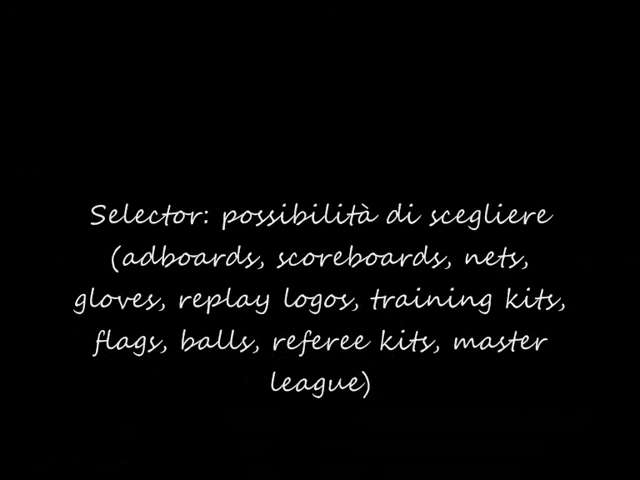 Selector: possibilità di scegliere
(adboards, scoreboards, nets,
gloves, replay logos, training kits,
flags, balls, referee kits, master
league)